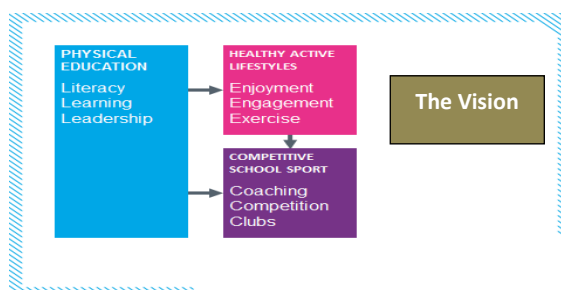 PHYSICAL
EDUCATION
Literacy
Learning
Leadership
HEALTHY ACTIVE
LIFESTYLES
Enjoyment
Engagement
Exercise
COMPETITIVE
SCHOOL SPORT
Coaching
Competition
Clubs
The Vision